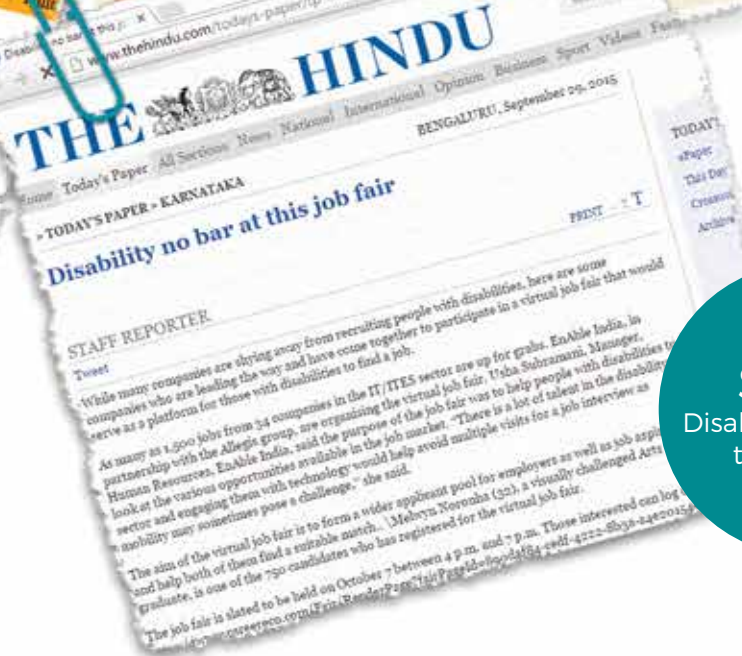 Disability no bar at this j
www.thehindu.com/todays-paper/tp
THE HINDU
Home Today's Paper All Sections News National International Opinion Business Sport Videos
BENGALURU, September 29, 2015
» TODAY'S PAPER » KARNATAKA
TODAY'S
ePaper
This Day
Crossword
Archive
Disability no bar at this job fair
PRINT T
STAFF REPORTER
Tweet
While many companies are shying away from recruiting people with disabilities, here are some
companies who are leading the way and have come together to participate in a virtual job fair that would
serve as a platform for those with disabilities to find a job.
As many as 1,500 jobs from 34 companies in the IT/ITES sector are up for grabs. EnAble India, in
partnership with the Allegis group, are organising the virtual job fair. Usha Subramani, Manager,
Human Resources, EnAble India, said the purpose of the job fair was to help people with disabilities to
look at the various opportunities available in the job market. "There is a lot of talent in the disability
sector and engaging them with technology would help avoid multiple visits for a job interview as
mobility may sometimes pose a challenge," she said.
The aim of the virtual job fair is to form a wider applicant pool for employers as well as job aspi
and help both of them find a suitable match. \Melwyn Noronha (32), a visually challenged Arts
graduate, is one of the 750 candidates who has registered for the virtual job fair.
The job fair is slated to be held on October 7 between 4 p.m. and 7 p.m. Those interested can log
Disab
t